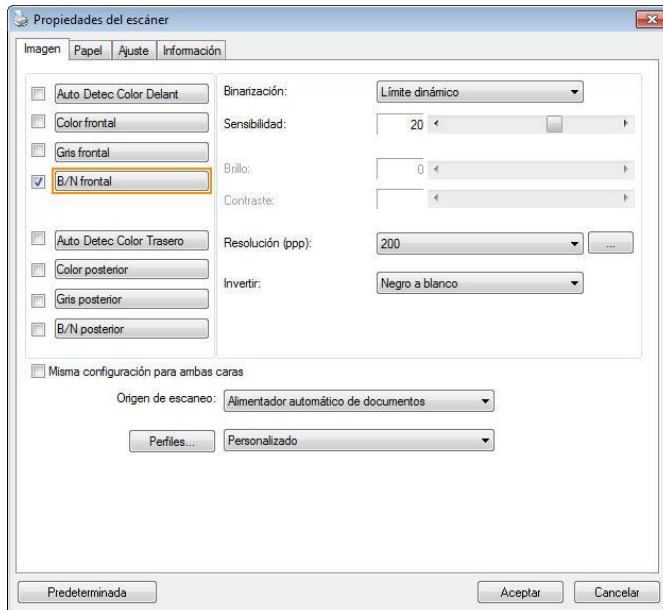 Propiedades del escáner
Imagen Papel Ajuste Información
Auto Detec Color Delant
Color frontal
Gris frontal
B/N frontal
Auto Detec Color Trasero
Color posterior
Gris posterior
B/N posterior
Binarización: Límite dinámico
Sensibilidad: 20
Brillo: 0
Contraste:
Resolución (ppp): 200 ...
Invertir: Negro a blanco
Misma configuración para ambas caras
Origen de escaneo: Alimentador automático de documentos
Perfiles... Personalizado
Predeterminada Aceptar Cancelar